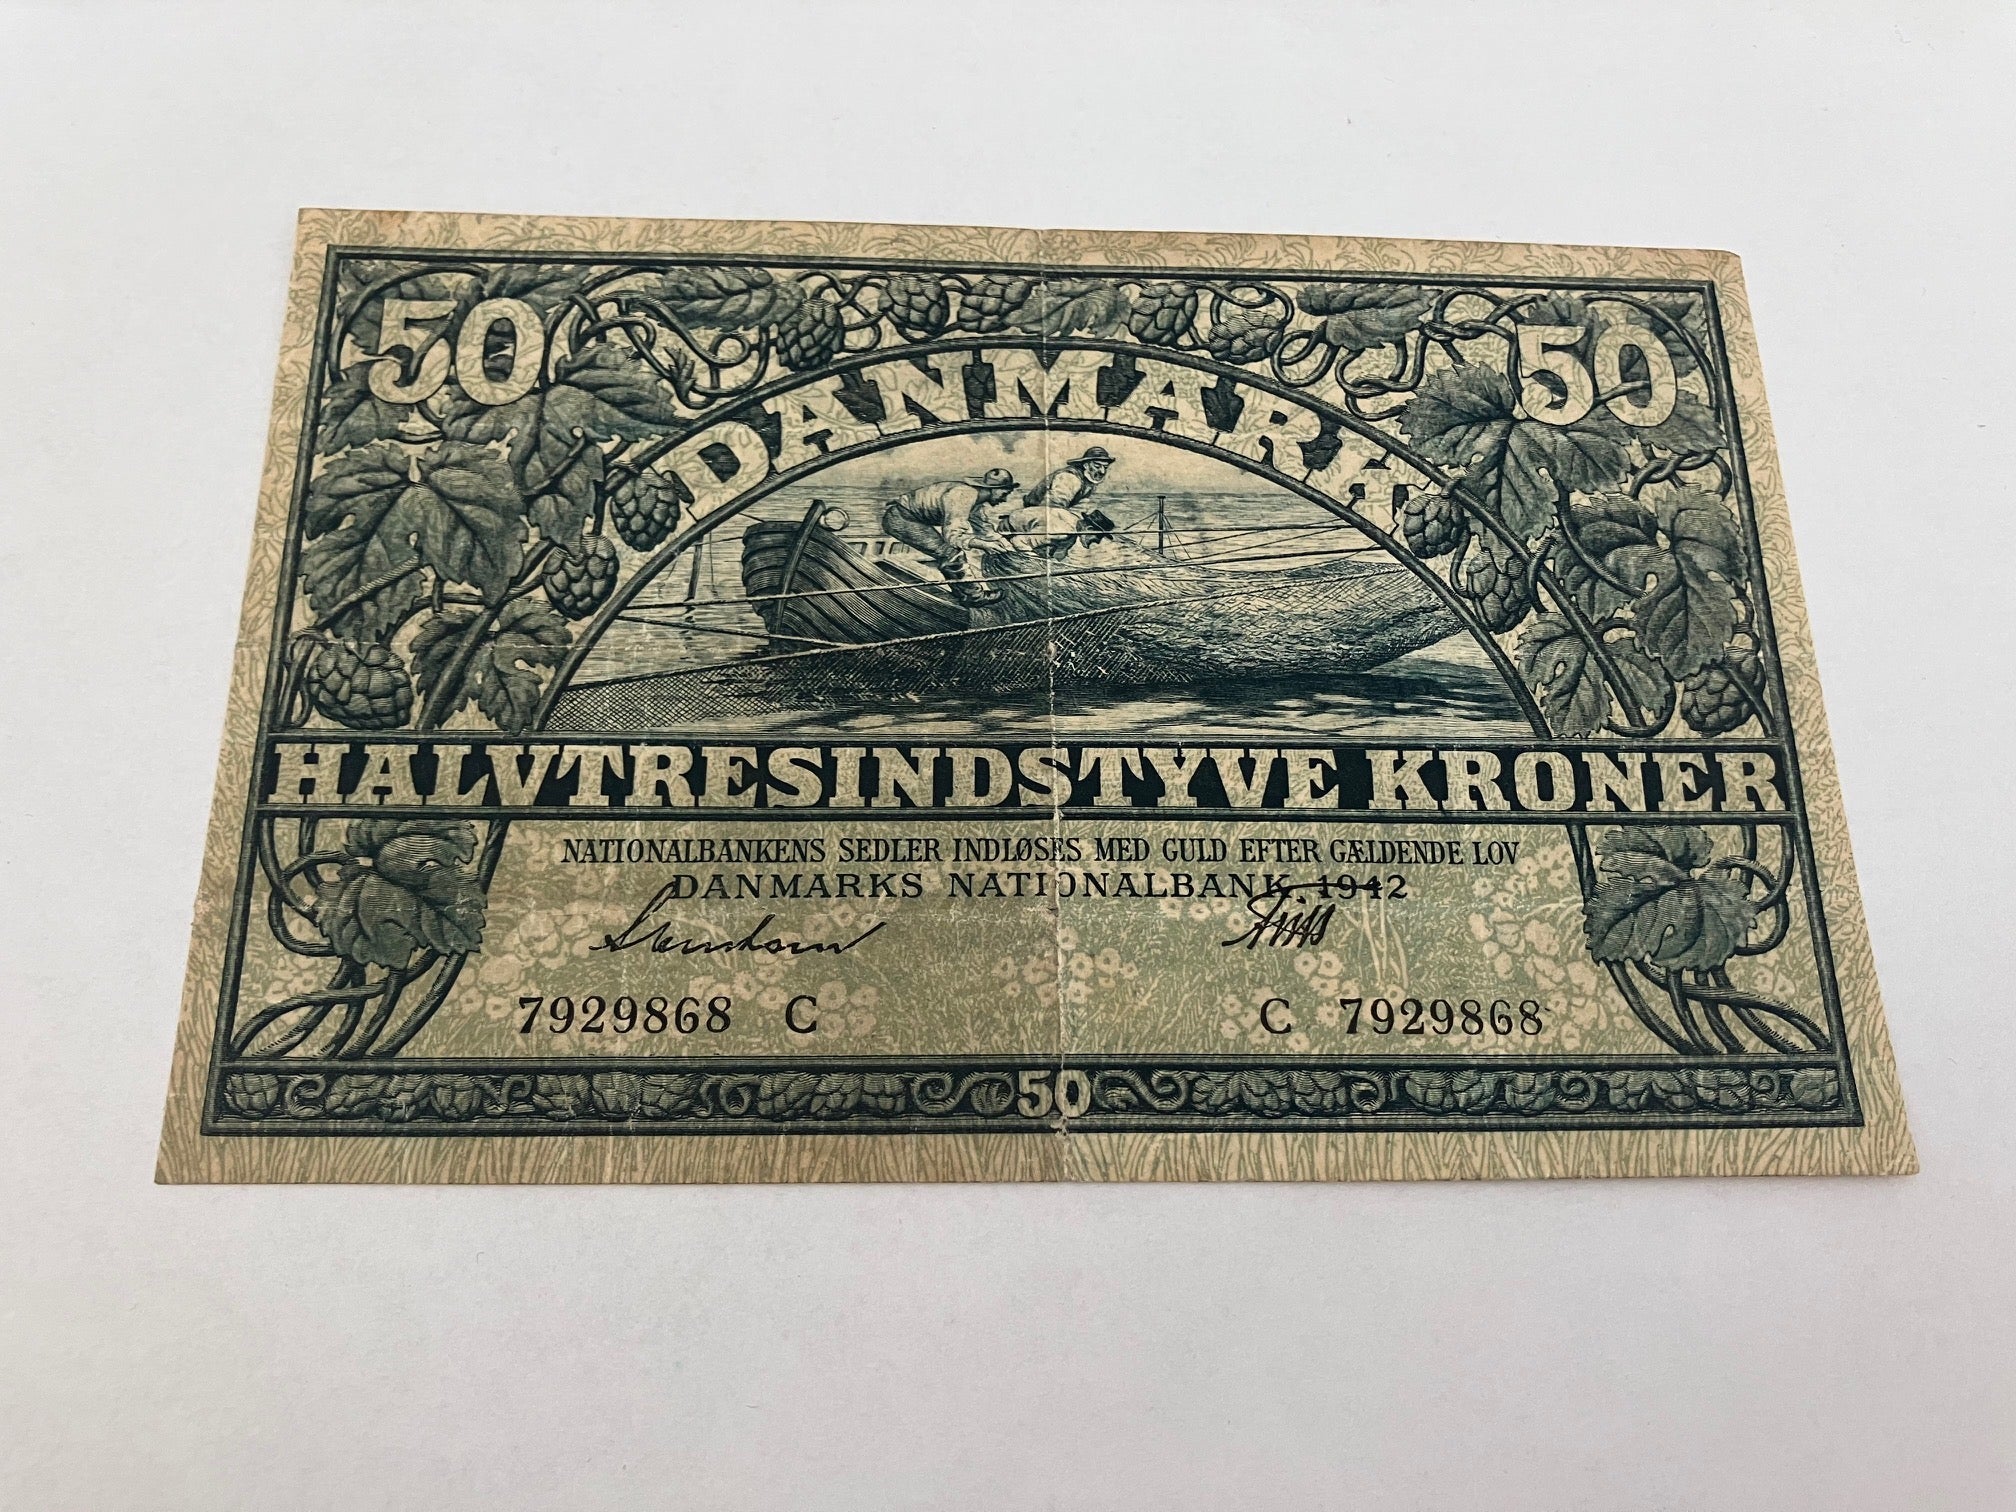 50 50
DANMARK
HALVTRESINDSTYVE KRONER
NATIONALBANKENS SEDLER INDLØSES MED GULD EFTER GÆLDENDE LOV
DANMARKS NATIONALBANK 1942
7929868 C C 7929868
50